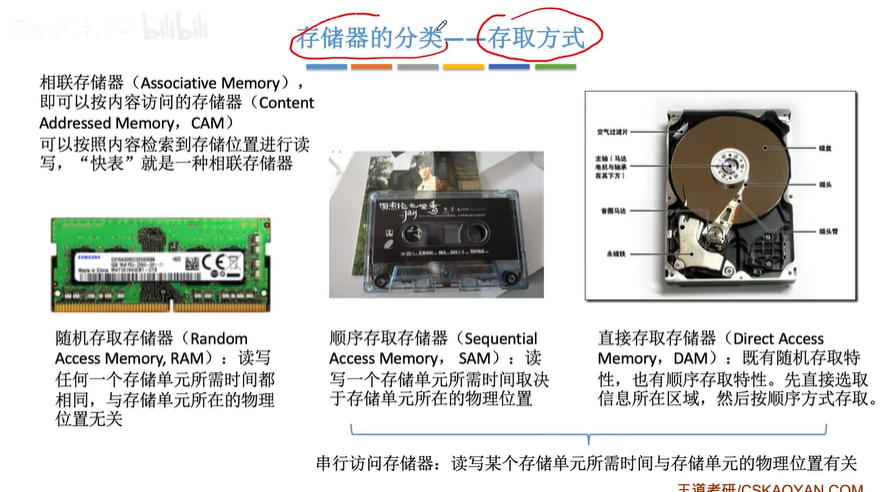 bilibili
存储器的分类——存取方式
相联存储器（Associative Memory），
即可以按内容访问的存储器（Content
Addressed Memory，CAM）
可以按照内容检索到存储位置进行读
写，“快表”就是一种相联存储器
SAMSUNG
周杰伦 七里香
Jay
空气过滤片
主轴（马达
电机与轴承
在其下方）
音圈马达
永磁铁
磁盘
磁头
磁头臂
随机存取存储器（Random
Access Memory, RAM）：读写
任何一个存储单元所需时间都
相同，与存储单元所在的物理
位置无关
顺序存取存储器（Sequential
Access Memory， SAM）：读
写一个存储单元所需时间取决
于存储单元所在的物理位置
直接存取存储器（Direct Access
Memory，DAM）：既有随机存取特
性，也有顺序存取特性。先直接选取
信息所在区域，然后按顺序方式存取。
串行访问存储器：读写某个存储单元所需时间与存储单元的物理位置有关
王道考研/CSKAOYAN.COM